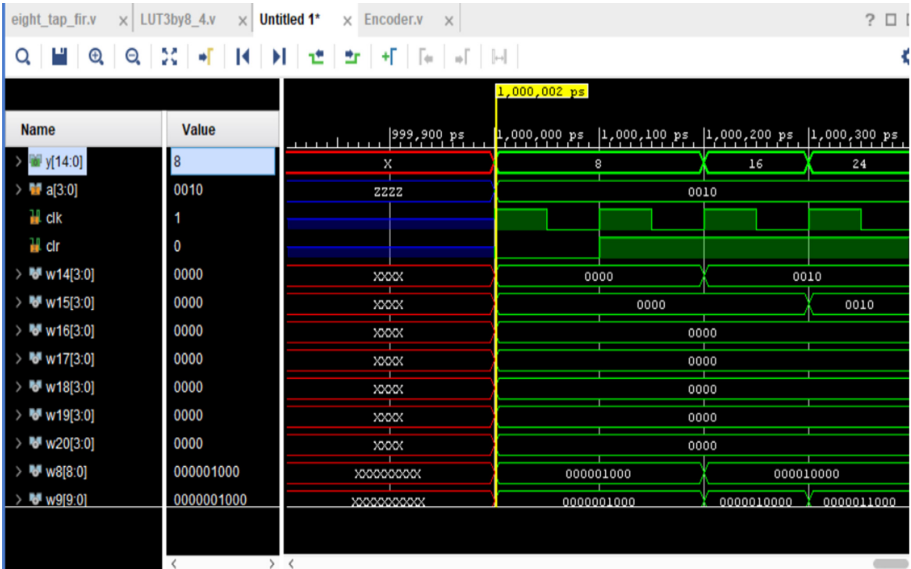 eight_tap_fir.v x LUT3by8_4.v x Untitled 1* x Encoder.v x ?
1,000,002 ps
Name Value 999,900 ps 1,000,000 ps 1,000,100 ps 1,000,200 ps 1,000,300 ps
> y[14:0] 8 X 8 16 24
> a[3:0] 0010 ZZZZ 0010
clk 1
clr 0
> w14[3:0] 0000 XXXX 0000 0010
> w15[3:0] 0000 XXXX 0000 0010
> w16[3:0] 0000 XXXX 0000
> w17[3:0] 0000 XXXX 0000
> w18[3:0] 0000 XXXX 0000
> w19[3:0] 0000 XXXX 0000
> w20[3:0] 0000 XXXX 0000
> w8[8:0] 000001000 XXXXXXXXX 000001000 000010000
> w9[9:0] 0000001000 XXXXXXXXXX 0000001000 0000010000 0000011000